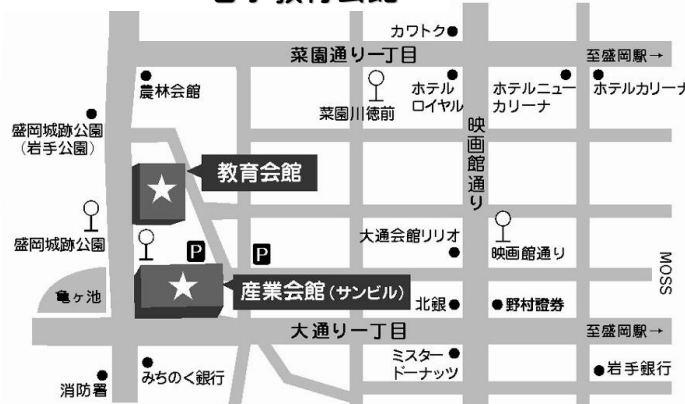 岩手教育会館
カワトク
菜園通り一丁目
至盛岡駅→
農林会館
菜園川徳前
ホテル
ロイヤル
ホテルニュー
カリーナ
ホテルカリーナ
盛岡城跡公園
(岩手公園)
映画館通り
教育会館
盛岡城跡公園
P
P
大通会館リリオ
映画館通り
MOSS
亀ヶ池
産業会館(サンビル)
北銀
野村證券
大通り一丁目
至盛岡駅→
消防署
みちのく銀行
ミスター
ドーナッツ
岩手銀行